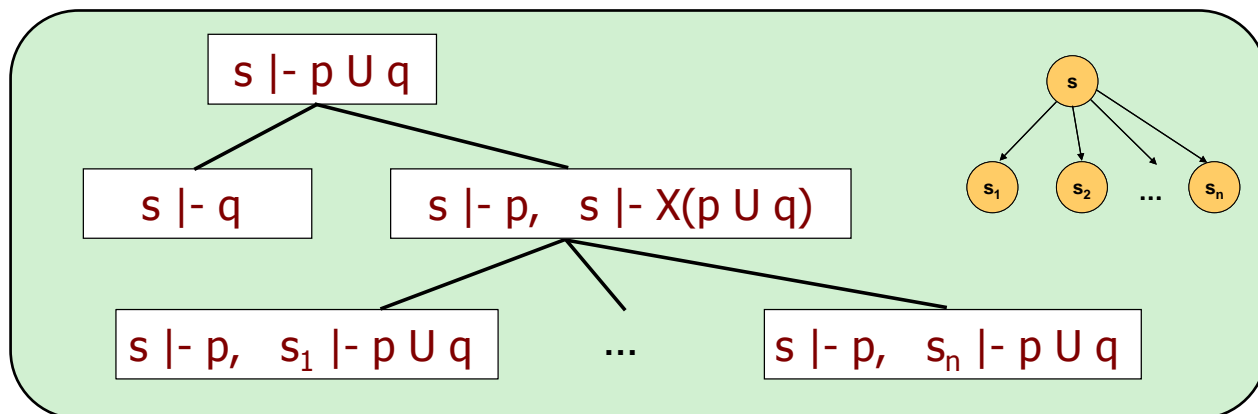 s |- p U q
s
s |- q
s |- p, s |- X(p U q)
s₁
s₂
...
sₙ
s |- p, s₁ |- p U q
...
s |- p, sₙ |- p U q